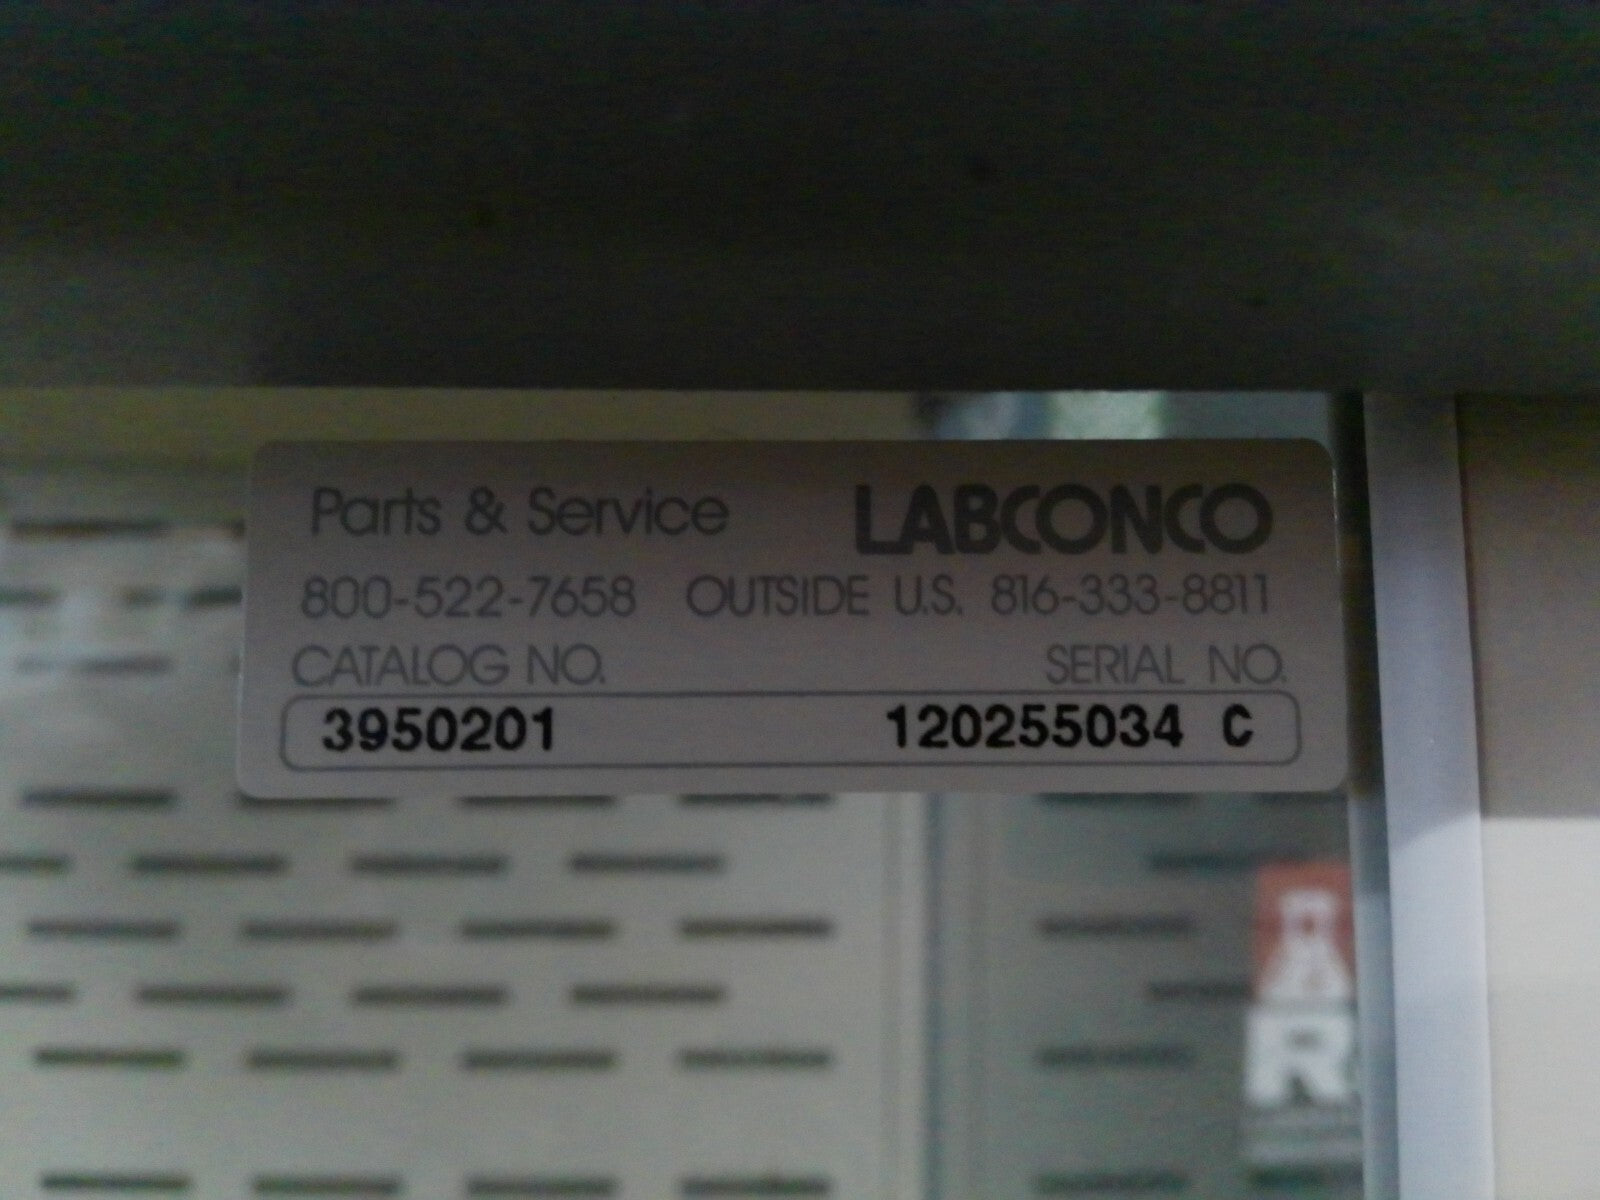 Parts & Service LABCONCO
800-522-7658 OUTSIDE U.S. 816-333-8811
CATALOG NO. SERIAL NO.
3950201 120255034 C